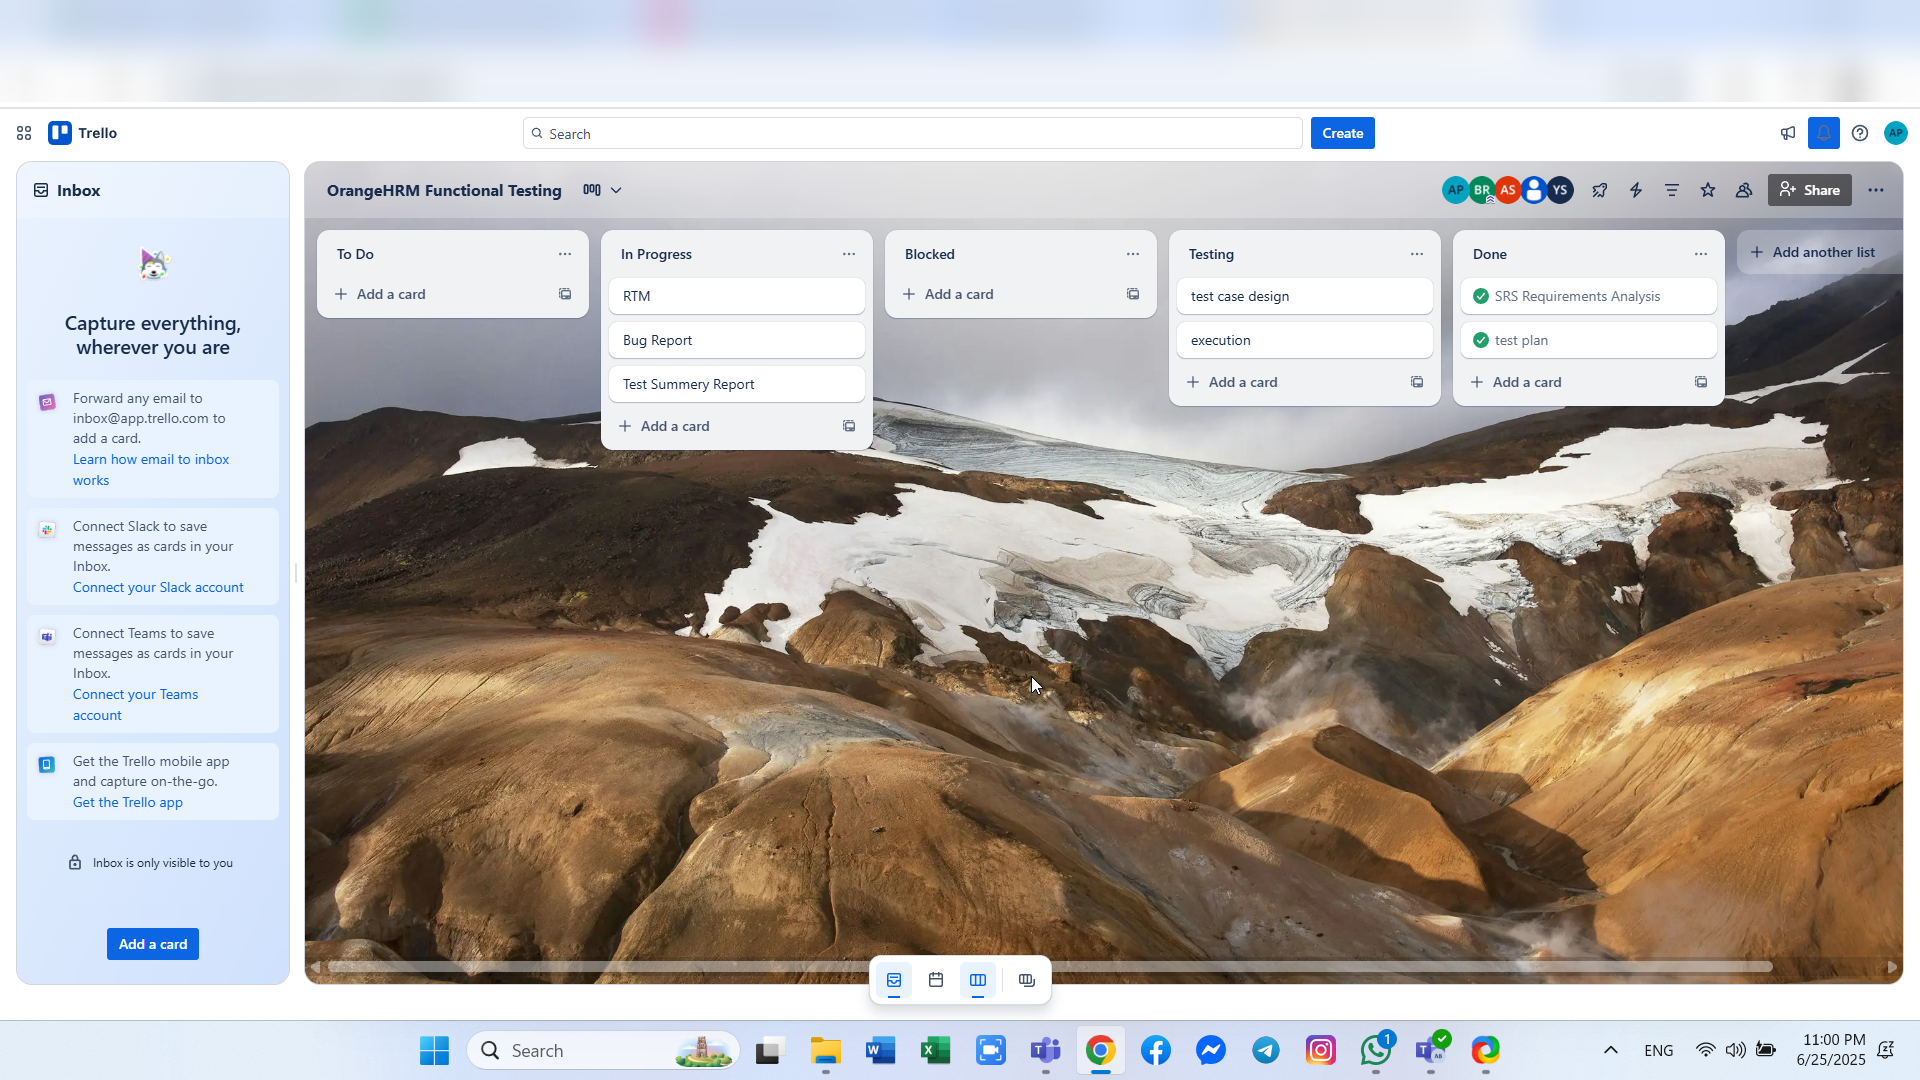 Trello
Search
Create
AP
Inbox
Capture everything,
wherever you are
Forward any email to
inbox@app.trello.com to
add a card.
Learn how email to inbox
works
Connect Slack to save
messages as cards in your
Inbox.
Connect your Slack account
Connect Teams to save
messages as cards in your
Inbox.
Connect your Teams
account
Get the Trello mobile app
and capture on-the-go.
Get the Trello app
Inbox is only visible to you
Add a card
OrangeHRM Functional Testing
AP BR AS YS
Share
To Do
Add a card
In Progress
RTM
Bug Report
Test Summery Report
Add a card
Blocked
Add a card
Testing
test case design
execution
Add a card
Done
SRS Requirements Analysis
test plan
Add a card
Add another list
Search
1
ENG
11:00 PM
6/25/2025